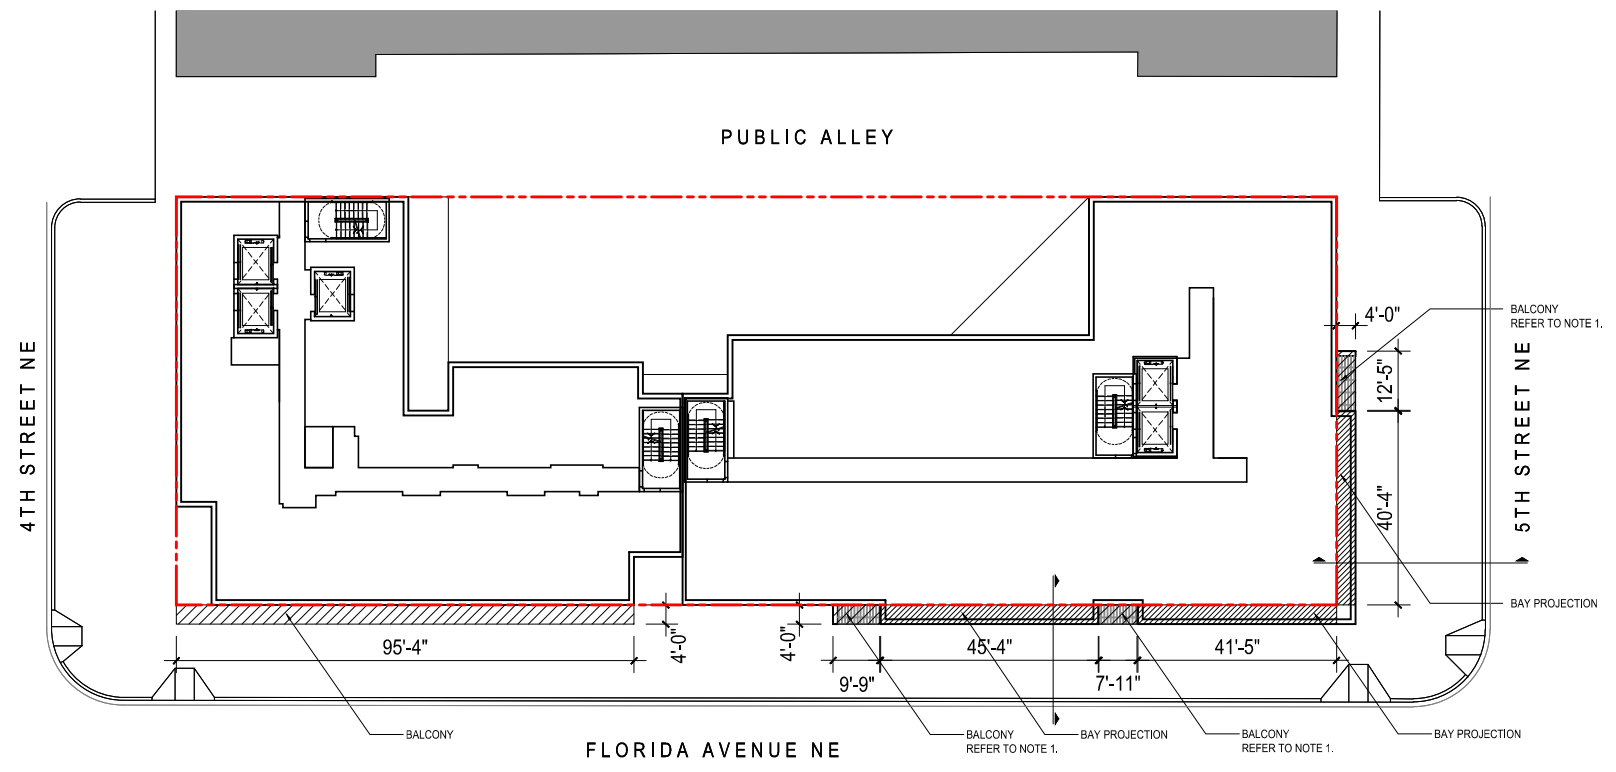 PUBLIC ALLEY
4'-0"
BALCONY
REFER TO NOTE 1.
12'-5"
4TH STREET NE
5TH STREET NE
40'-4"
BAY PROJECTION
95'-4"
4'-0"
4'-0"
45'-4"
41'-5"
9'-9"
7'-11"
BALCONY
BALCONY
REFER TO NOTE 1.
BAY PROJECTION
BALCONY
REFER TO NOTE 1.
BAY PROJECTION
FLORIDA AVENUE NE